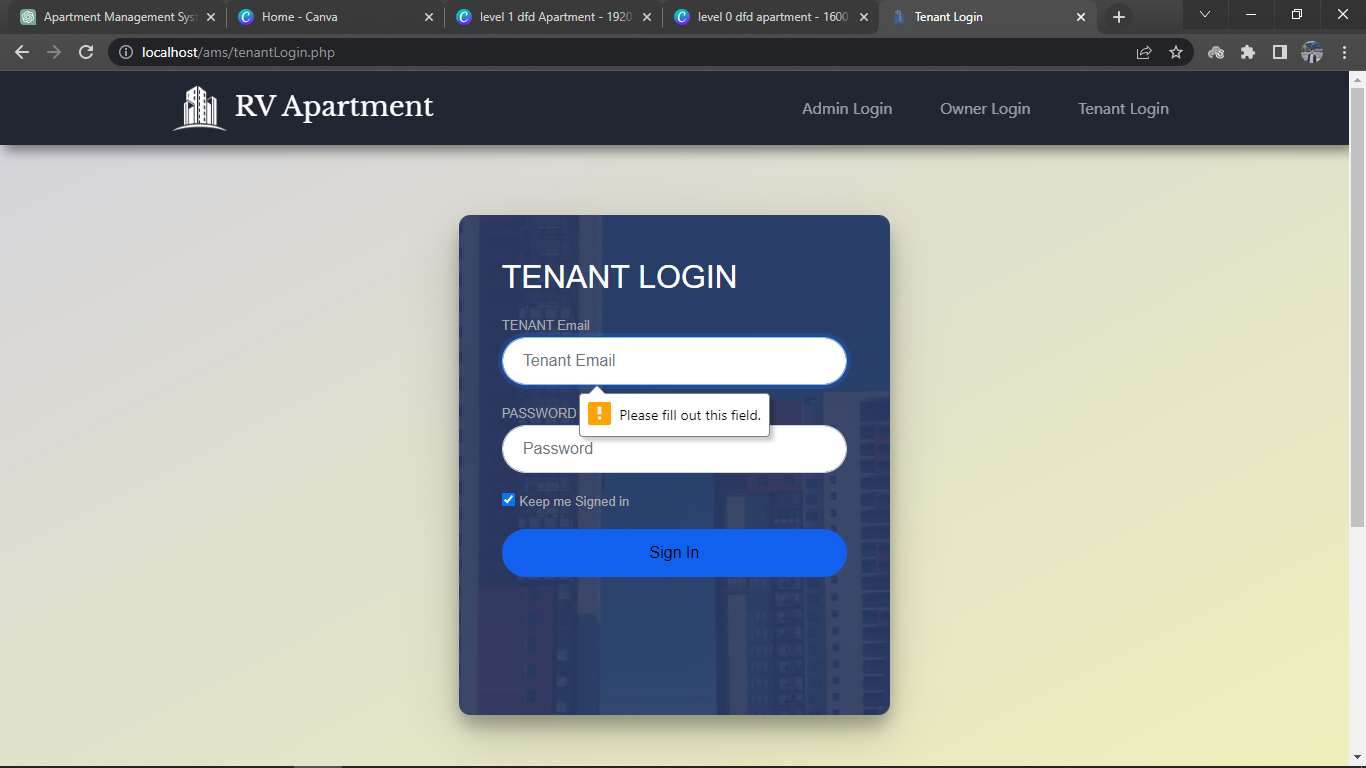 Apartment Management Sys
Home - Canva
level 1 dfd Apartment - 1920
level 0 dfd apartment - 1600
Tenant Login
localhost/ams/tenantLogin.php
RV Apartment
Admin Login
Owner Login
Tenant Login
TENANT LOGIN
TENANT Email
Tenant Email
Please fill out this field.
PASSWORD
Password
Keep me Signed in
Sign In